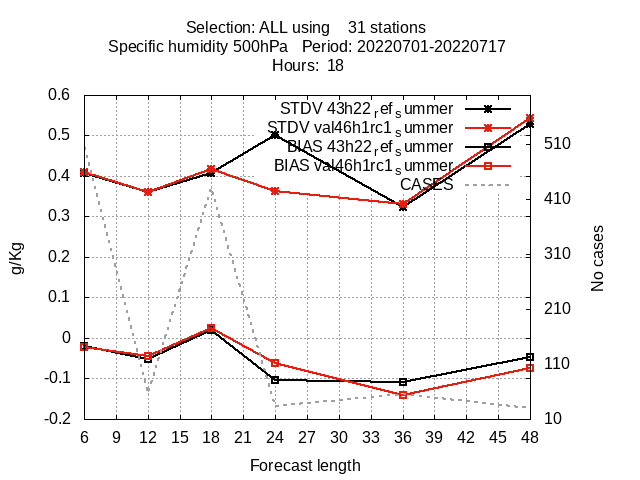 Selection: ALL using    31 stations
Specific humidity 500hPa   Period: 20220701-20220717
Hours:  18
0.6
0.5
0.4
0.3
0.2
0.1
0
-0.1
-0.2
g/Kg
STDV 43h22_ref_summer
STDV val46h1rc1_summer
BIAS 43h22_ref_summer
BIAS val46h1rc1_summer
CASES
510
410
310
210
110
10
No cases
6 9 12 15 18 21 24 27 30 33 36 39 42 45 48
Forecast length